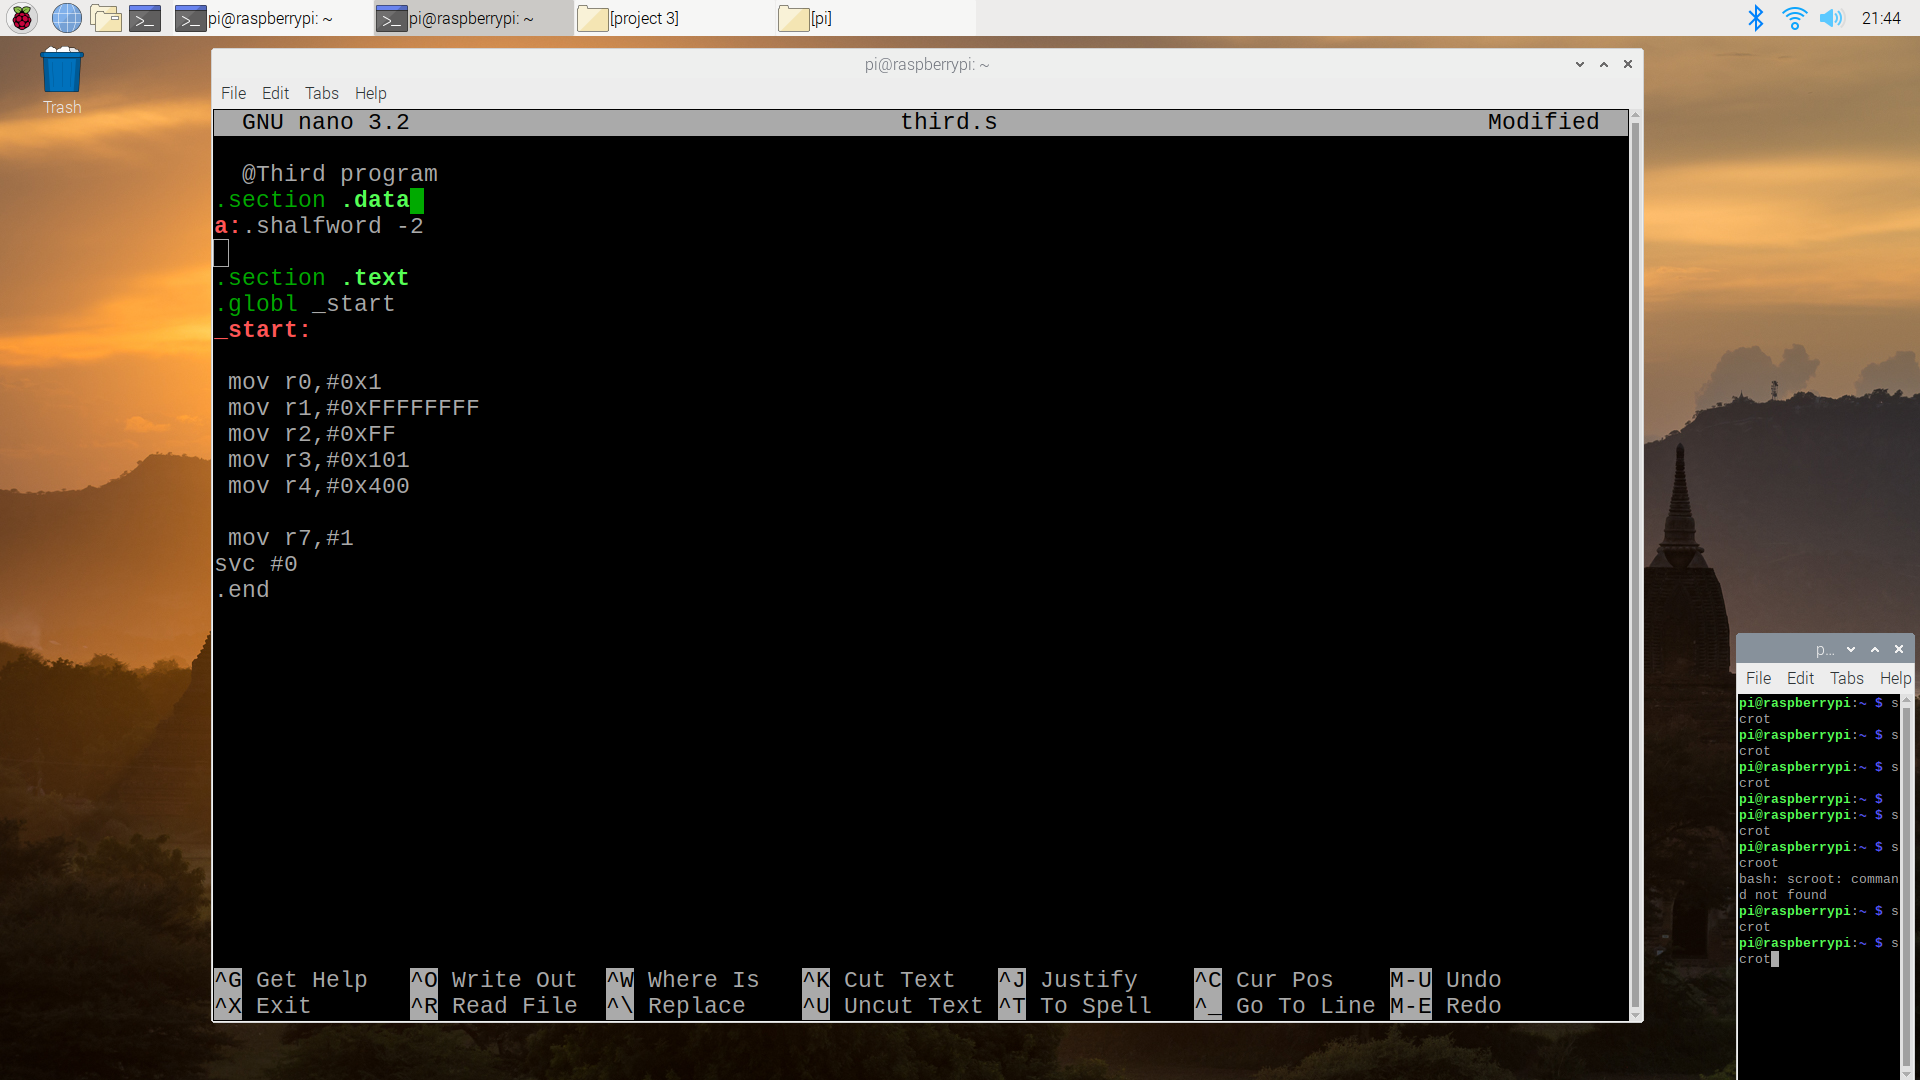 pi@raspberrypi: ~
pi@raspberrypi: ~
[project 3]
[pi]
21:44
Trash
pi@raspberrypi: ~
File Edit Tabs Help
GNU nano 3.2 third.s Modified
@Third program
.section .data
a:.shalfword -2
.section .text
.globl _start
_start:
mov r0,#0x1
mov r1,#0xFFFFFFFF
mov r2,#0xFF
mov r3,#0x101
mov r4,#0x400
mov r7,#1
svc #0
.end
^G Get Help ^O Write Out ^W Where Is ^K Cut Text ^J Justify ^C Cur Pos M-U Undo
^X Exit ^R Read File ^\ Replace ^U Uncut Text ^T To Spell ^_ Go To Line M-E Redo
p...
File Edit Tabs Help
pi@raspberrypi:~ $ s
crot
pi@raspberrypi:~ $ s
crot
pi@raspberrypi:~ $ s
crot
pi@raspberrypi:~ $
pi@raspberrypi:~ $ s
crot
pi@raspberrypi:~ $ s
croot
bash: scroot: comman
d not found
pi@raspberrypi:~ $ s
crot
pi@raspberrypi:~ $ s
crot